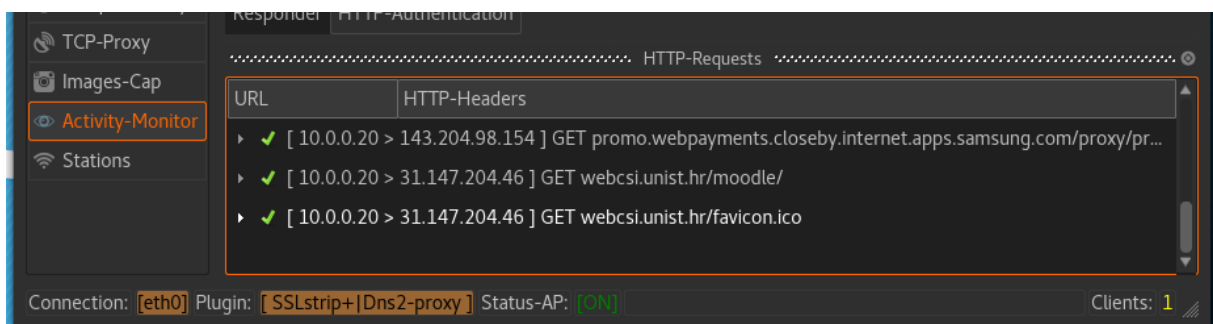 Responder HTTP-Authentication
TCP-Proxy
HTTP-Requests
Images-Cap
URL HTTP-Headers
Activity-Monitor
[ 10.0.0.20 > 143.204.98.154 ] GET promo.webpayments.closeby.internet.apps.samsung.com/proxy/pr...
Stations
[ 10.0.0.20 > 31.147.204.46 ] GET webcsi.unist.hr/moodle/
[ 10.0.0.20 > 31.147.204.46 ] GET webcsi.unist.hr/favicon.ico
Connection: [eth0] Plugin: [ SSLstrip+|Dns2-proxy ] Status-AP: [ON] Clients: 1